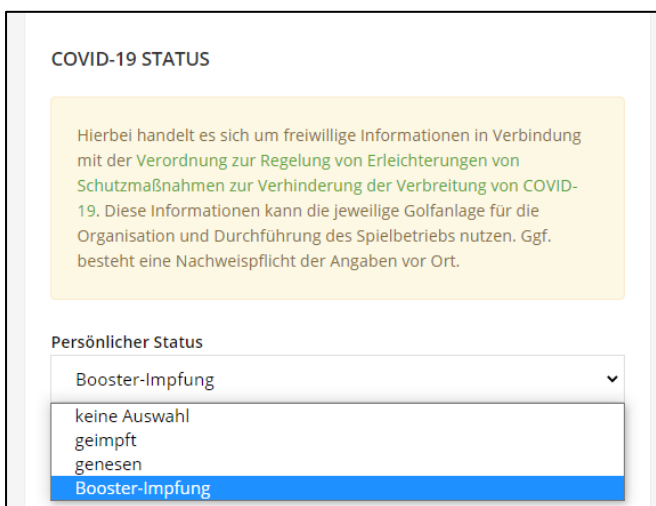 COVID-19 STATUS
Hierbei handelt es sich um freiwillige Informationen in Verbindung
mit der Verordnung zur Regelung von Erleichterungen von
Schutzmaßnahmen zur Verhinderung der Verbreitung von COVID-
19. Diese Informationen kann die jeweilige Golfanlage für die
Organisation und Durchführung des Spielbetriebs nutzen. Ggf.
besteht eine Nachweispflicht der Angaben vor Ort.
Persönlicher Status
Booster-Impfung
keine Auswahl
geimpft
genesen
Booster-Impfung